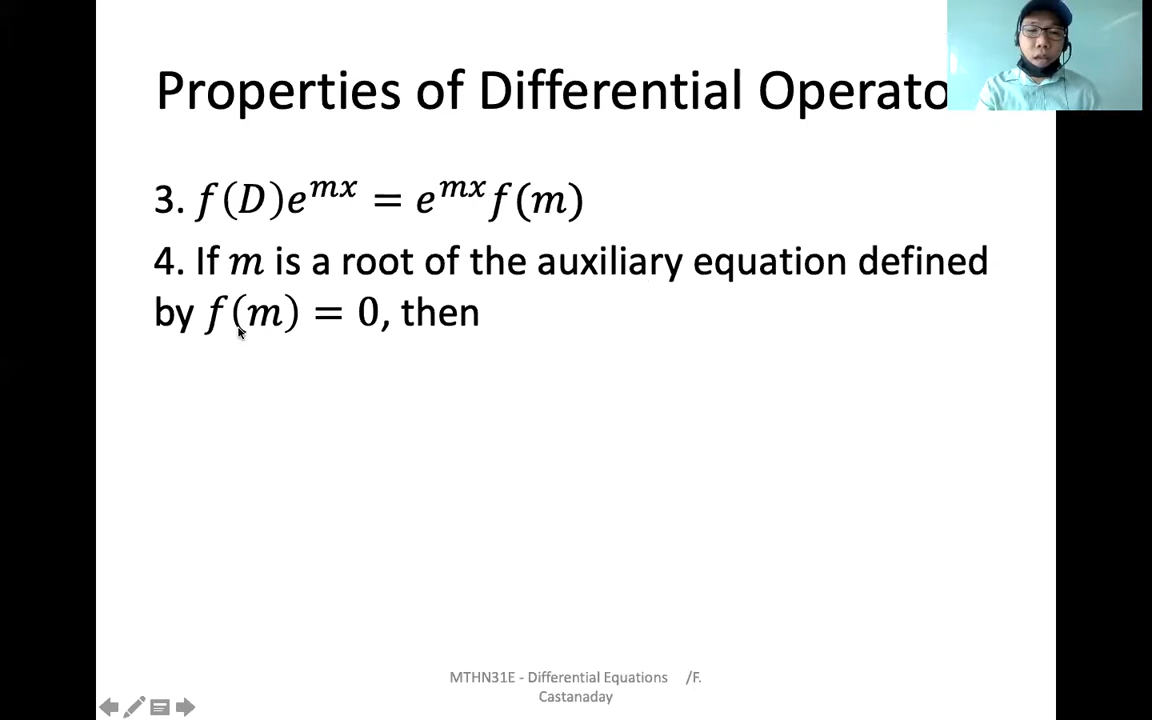 Properties of Differential Operato
3. f(D)e^{mx} = e^{mx}f(m)
4. If m is a root of the auxiliary equation defined
by f(m) = 0, then
MTHN31E - Differential Equations /F.
Castanaday